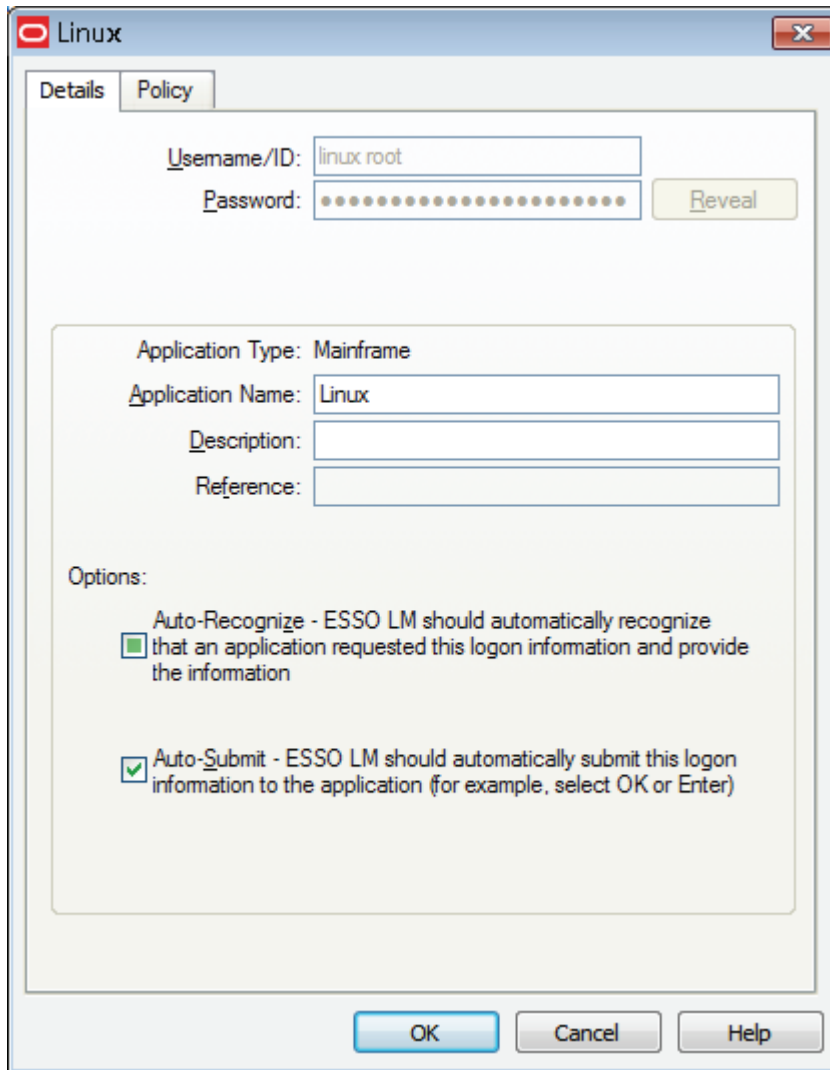 Linux
Details Policy
Username/ID: linux root
Password: •••••••••••••••••••••• Reveal
Application Type: Mainframe
Application Name: Linux
Description:
Reference:
Options:
Auto-Recognize - ESSO LM should automatically recognize
that an application requested this logon information and provide
the information
Auto-Submit - ESSO LM should automatically submit this logon
information to the application (for example, select OK or Enter)
OK Cancel Help